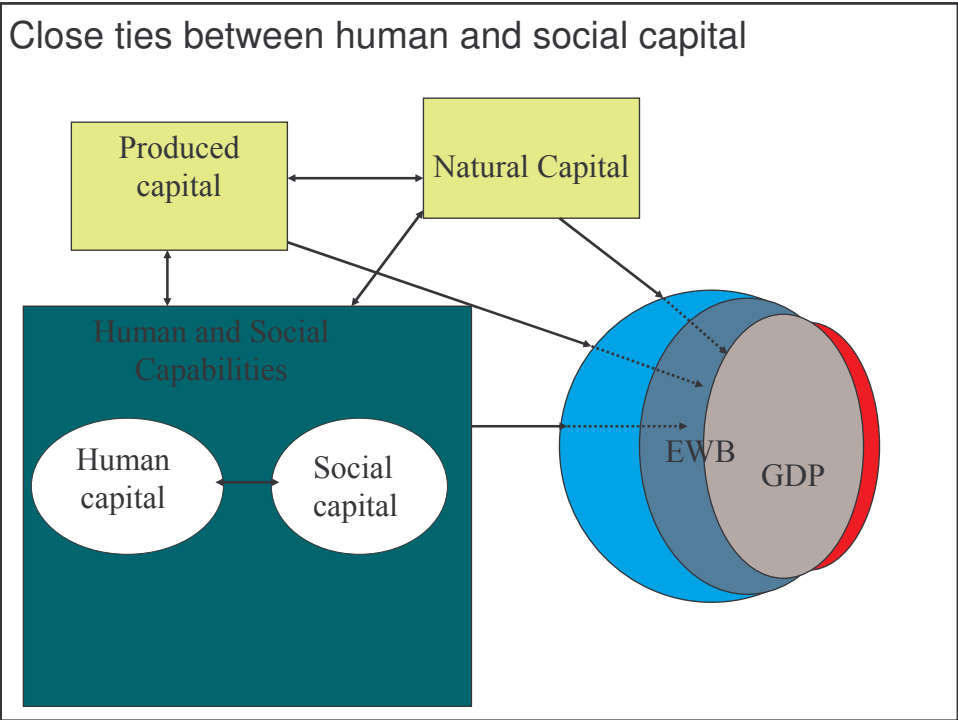 Close ties between human and social capital
Produced
capital
Natural Capital
Human and Social
Capabilities
Human
capital
Social
capital
EWB
GDP